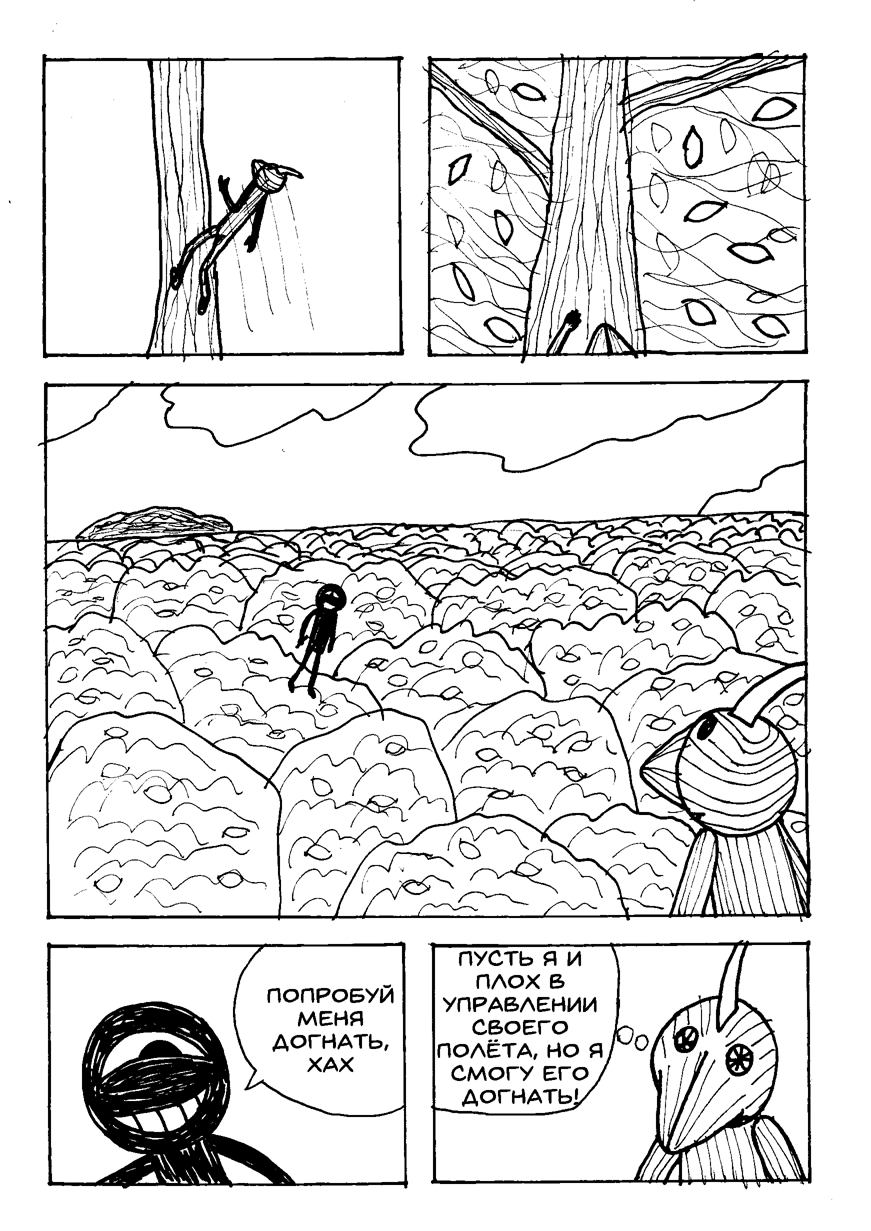 ПОПРОБУЙ
МЕНЯ
ДОГНАТЬ,
ХАХ
ПУСТЬ Я И
ПЛОХ В
УПРАВЛЕНИИ
СВОЕГО
ПОЛЁТА, НО Я
СМОГУ ЕГО
ДОГНАТЬ!